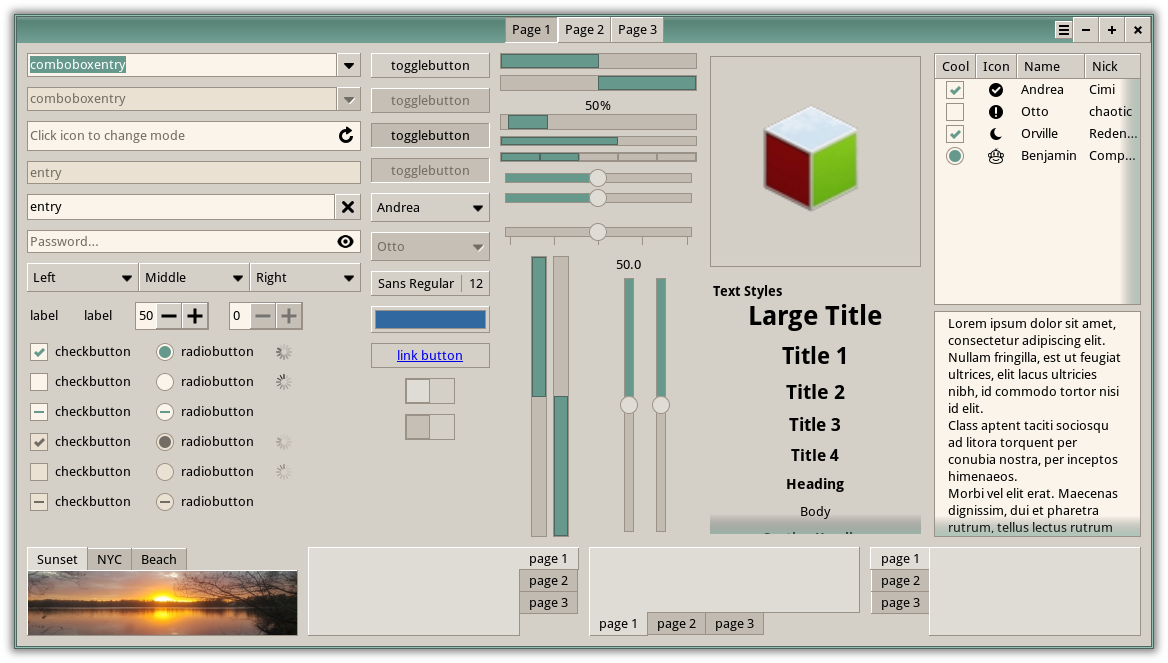 Page 1 Page 2 Page 3
comboboxentry
comboboxentry
Click icon to change mode
entry
entry
Password...
Left Middle Right
label label 50 0
checkbutton radiobutton
checkbutton radiobutton
checkbutton radiobutton
checkbutton radiobutton
checkbutton radiobutton
checkbutton radiobutton
togglebutton
togglebutton
togglebutton
togglebutton
Andrea
Otto
Sans Regular 12
link button
50%
50.0
Text Styles
Large Title
Title 1
Title 2
Title 3
Title 4
Heading
Body
Cool Icon Name Nick
Andrea Cimi
Otto chaotic
Orville Reden...
Benjamin Comp...
Lorem ipsum dolor sit amet,
consectetur adipiscing elit.
Nullam fringilla, est ut feugiat
ultrices, elit lacus ultricies
nibh, id commodo tortor nisi
id elit.
Class aptent taciti sociosqu
ad litora torquent per
conubia nostra, per inceptos
himenaeos.
Morbi vel elit erat. Maecenas
dignissim, dui et pharetra
rutrum, tellus lectus rutrum
Sunset NYC Beach
page 1
page 2
page 3
page 1 page 2 page 3
page 1
page 2
page 3